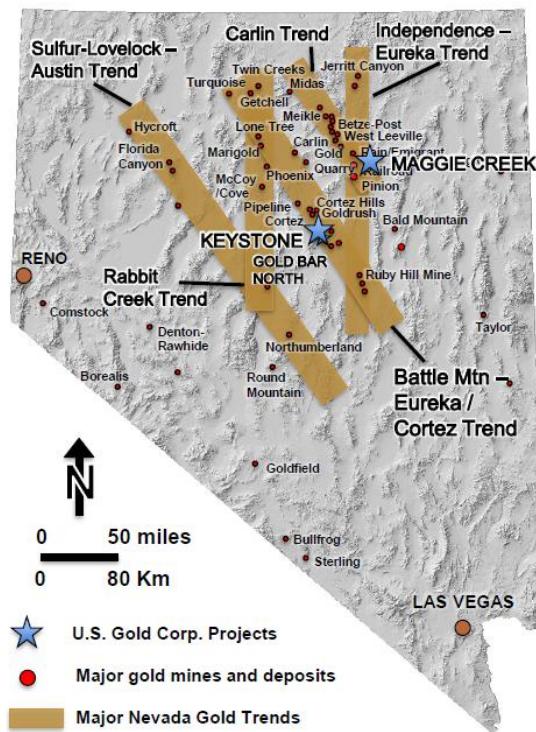 Sulfur-Lovelock –
Austin Trend
Carlin Trend
Independence –
Eureka Trend
Twin Creeks
Turquoise
Getchell
Midas
Jerritt Canyon
Meikle
Betze-Post
West Leeville
Hycroft
Lone Tree
Florida
Canyon
Marigold
Carlin
Gold
Quarry
Rain/Emigrant
MAGGIE CREEK
Railroad
Pinion
Phoenix
McCoy
/Cove
Pipeline
Cortez Hills
Goldrush
Cortez
Bald Mountain
KEYSTONE
GOLD BAR
NORTH
RENO
Rabbit
Creek Trend
Ruby Hill Mine
Comstock
Denton-
Rawhide
Northumberland
Taylor
Borealis
Round
Mountain
Battle Mtn –
Eureka /
Cortez Trend
N
Goldfield
0 50 miles
0 80 Km
Bullfrog
Sterling
LAS VEGAS
U.S. Gold Corp. Projects
Major gold mines and deposits
Major Nevada Gold Trends